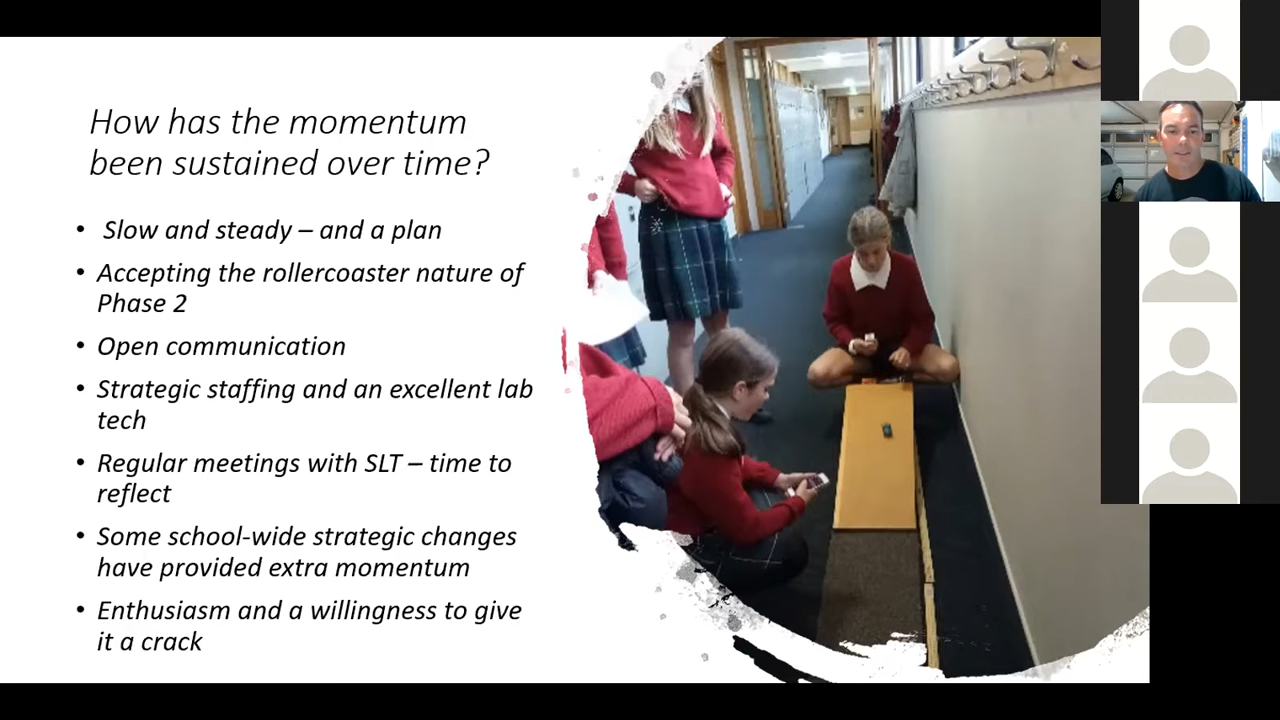 How has the momentum
been sustained over time?
• Slow and steady – and a plan
• Accepting the rollercoaster nature of
Phase 2
• Open communication
• Strategic staffing and an excellent lab
tech
• Regular meetings with SLT – time to
reflect
• Some school-wide strategic changes
have provided extra momentum
• Enthusiasm and a willingness to give
it a crack